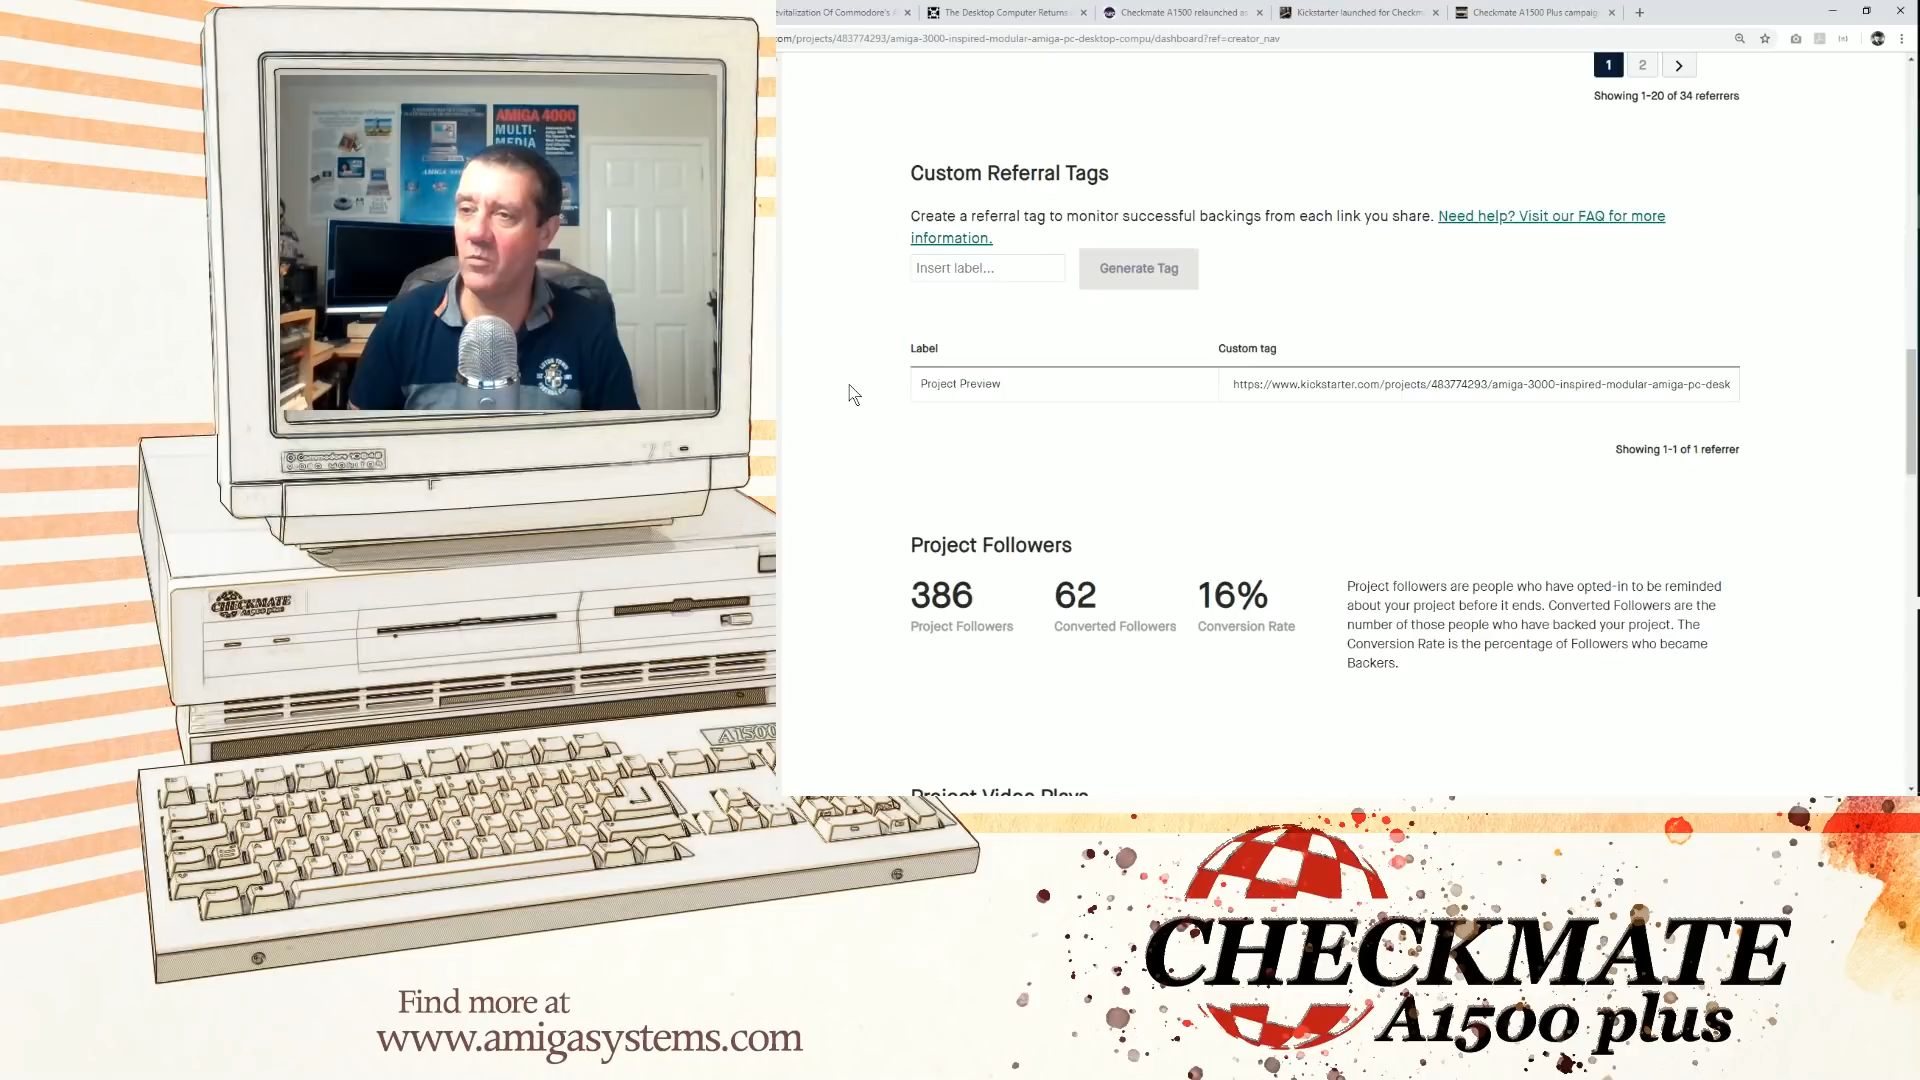 evitalization Of Commodore's A
The Desktop Computer Returns
Checkmate A1500 relaunched as
Kickstarter launched for Checkm
Checkmate A1500 Plus campaig
om/projects/483774293/amiga-3000-inspired-modular-amiga-pc-desktop-compu/dashboard?ref=creator_nav
1 2
Showing 1-20 of 34 referrers
Custom Referral Tags
Create a referral tag to monitor successful backings from each link you share. Need help? Visit our FAQ for more
information.
Insert label...
Generate Tag
Label
Custom tag
Project Preview
https://www.kickstarter.com/projects/483774293/amiga-3000-inspired-modular-amiga-pc-desk
Showing 1-1 of 1 referrer
Project Followers
386
62
16%
Project Followers
Converted Followers
Conversion Rate
Project followers are people who have opted-in to be reminded
about your project before it ends. Converted Followers are the
number of those people who have backed your project. The
Conversion Rate is the percentage of Followers who became
Backers.
Project Video Plays
AMIGA 4000
MULTI-
MEDIA
CHECKMATE
A1500 plus
A1500
Find more at
www.amigasystems.com
CHECKMATE
A1500 plus